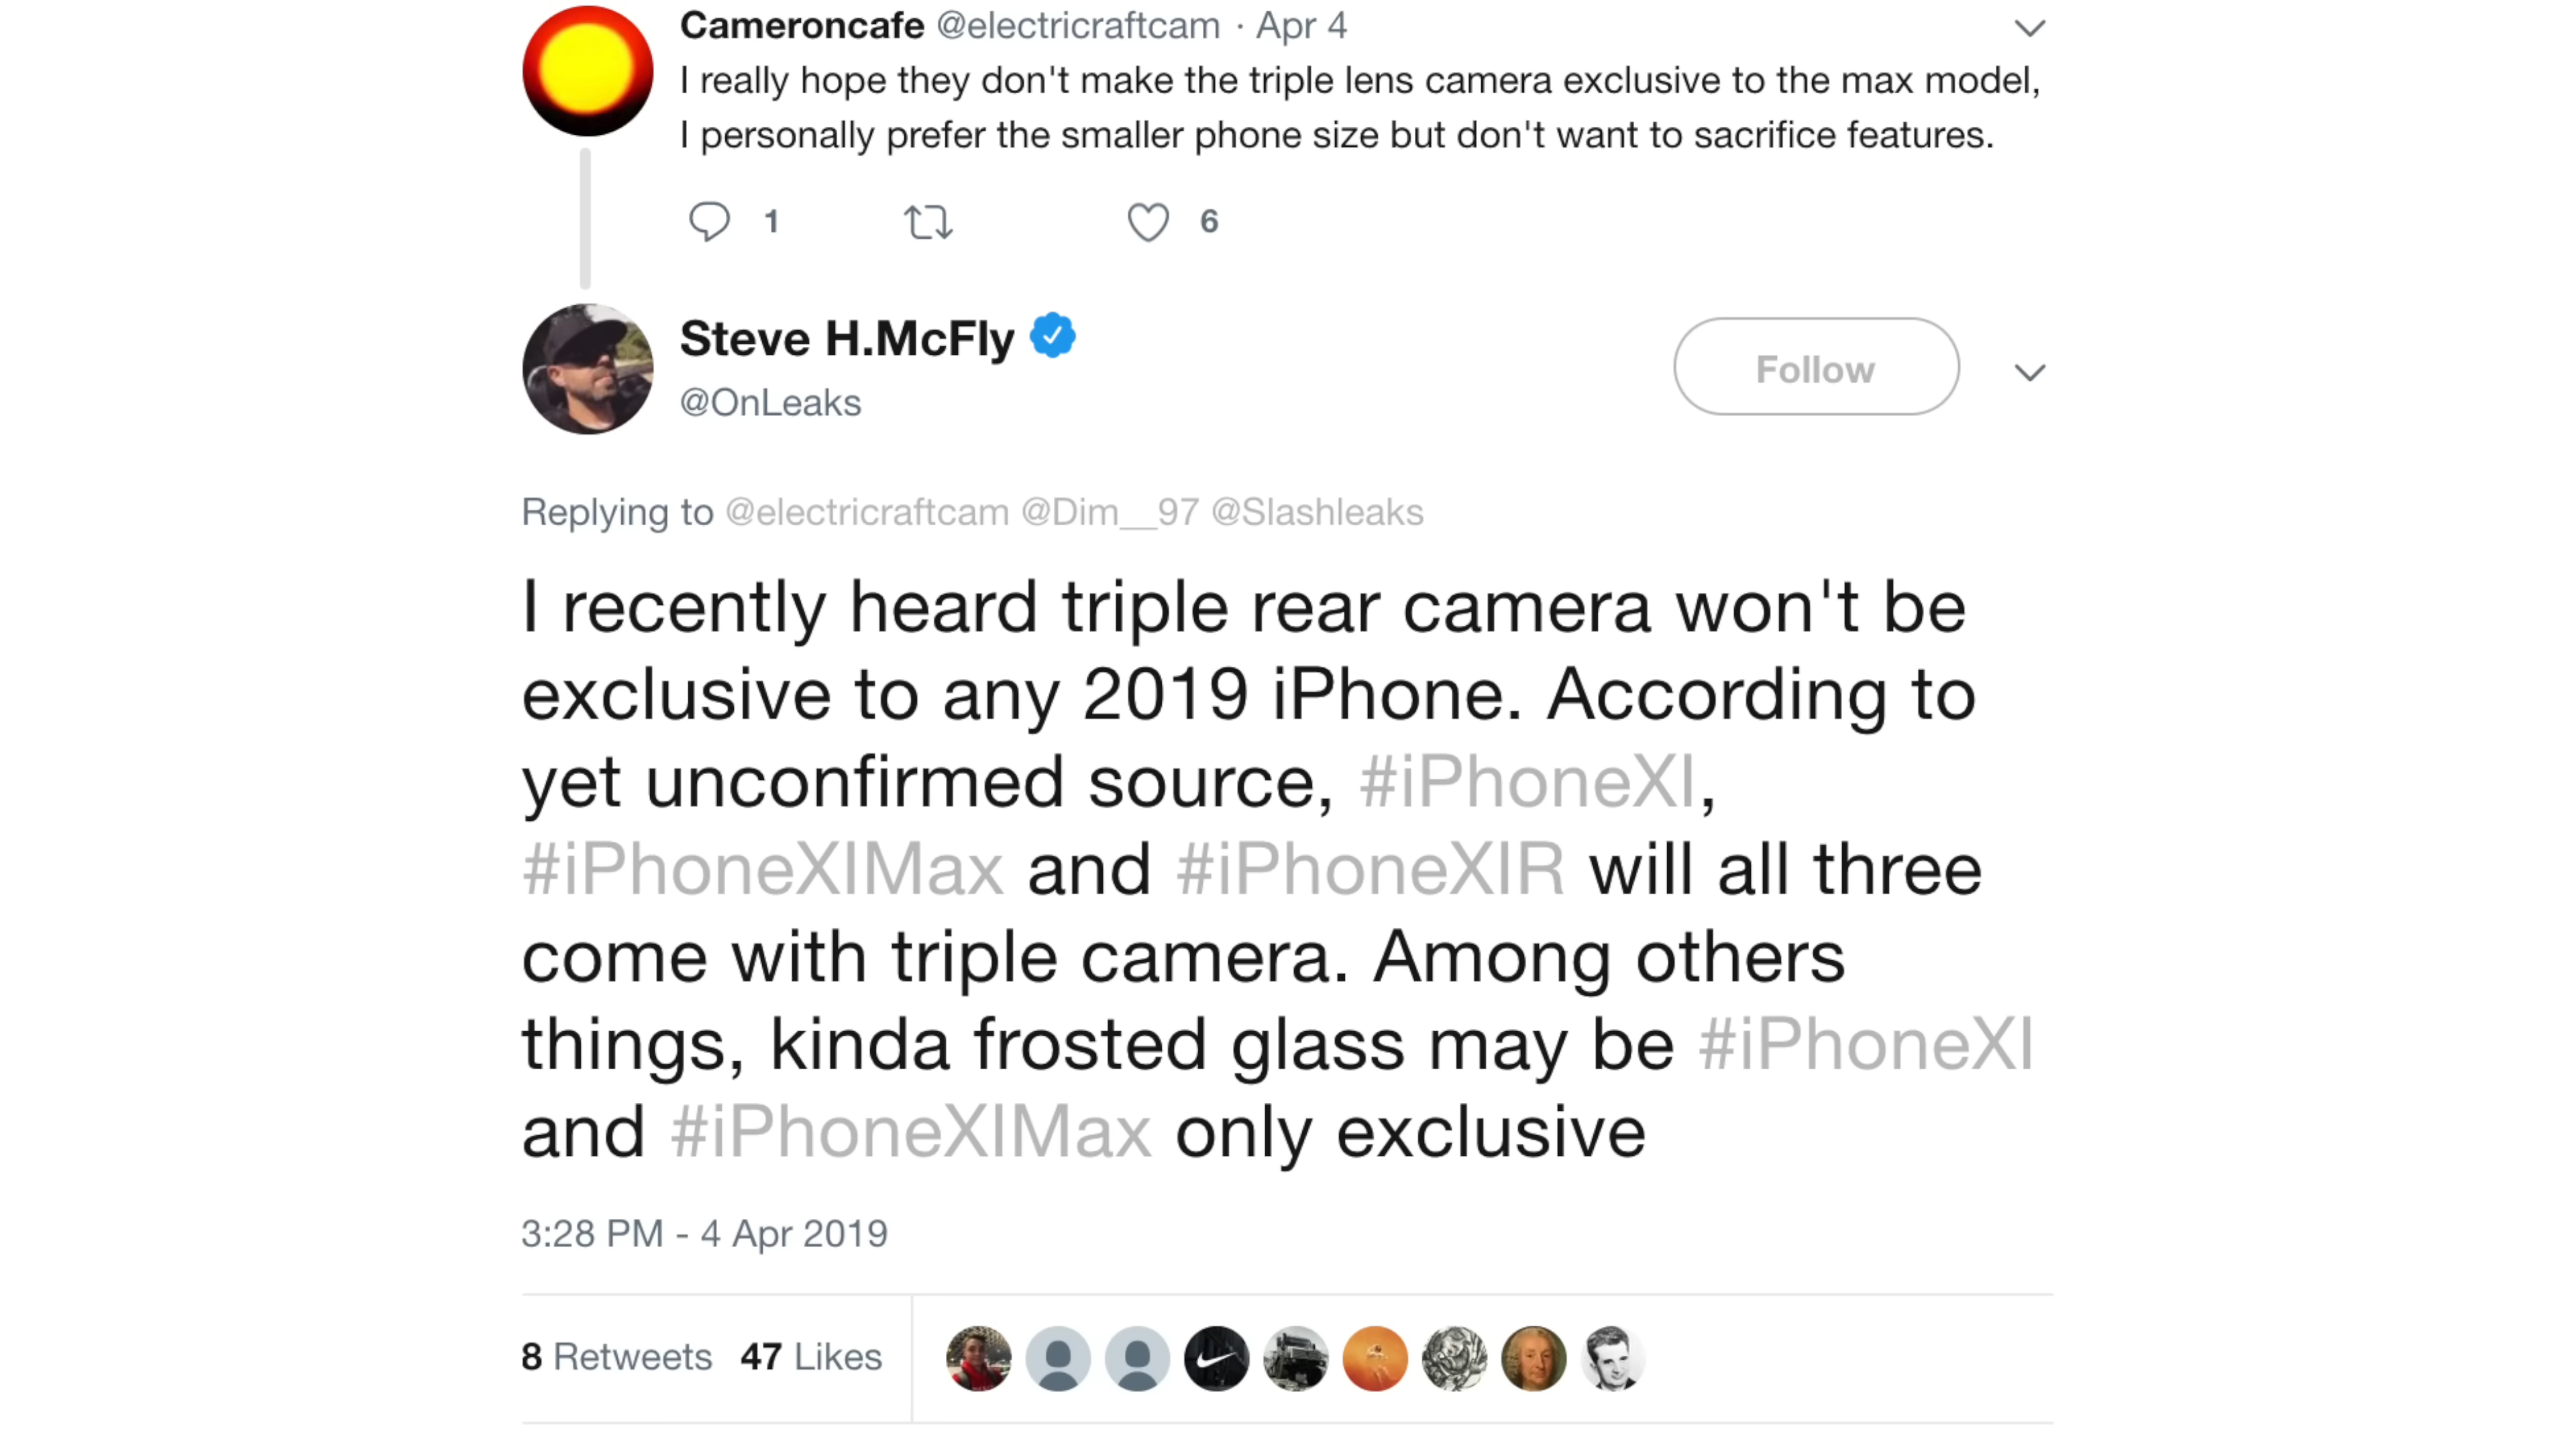 Cameroncafe @electricraftcam · Apr 4
I really hope they don't make the triple lens camera exclusive to the max model,
I personally prefer the smaller phone size but don't want to sacrifice features.
1 6
Steve H.McFly
@OnLeaks
Follow
Replying to @electricraftcam @Dim__97 @Slashleaks
I recently heard triple rear camera won't be
exclusive to any 2019 iPhone. According to
yet unconfirmed source, #iPhoneXI,
#iPhoneXIMax and #iPhoneXIR will all three
come with triple camera. Among others
things, kinda frosted glass may be #iPhoneXI
and #iPhoneXIMax only exclusive
3:28 PM - 4 Apr 2019
8 Retweets 47 Likes